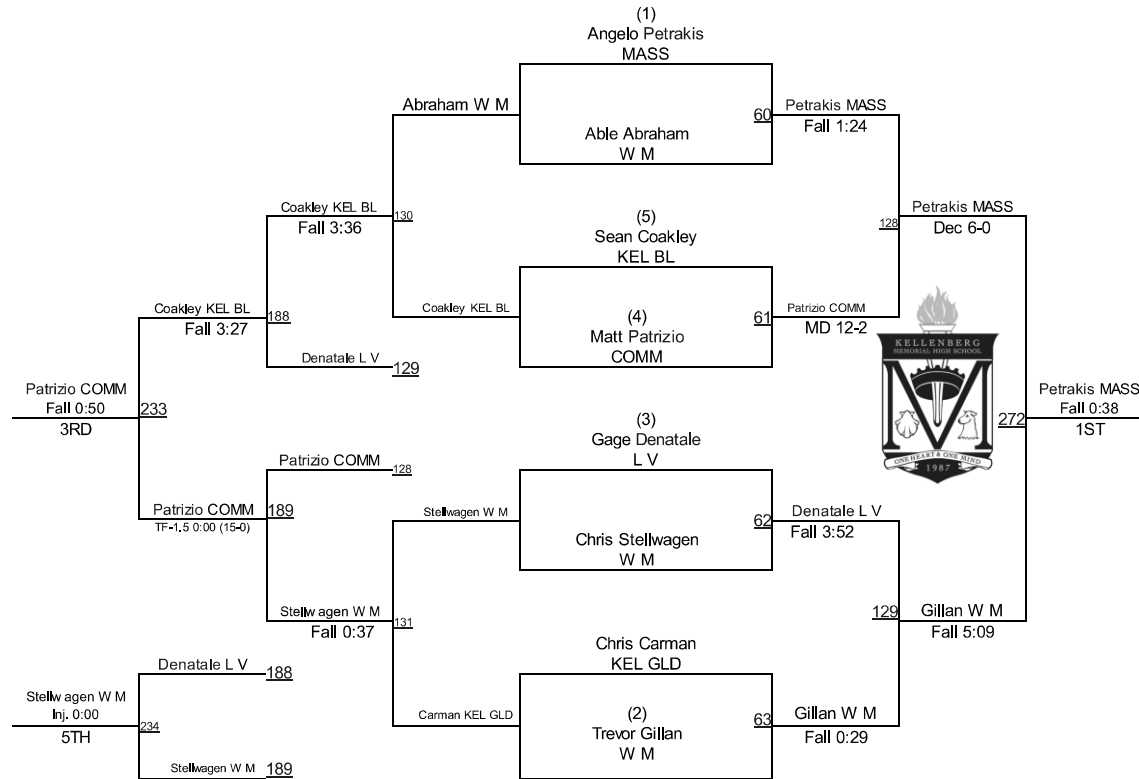 (1)
Angelo Petrakis
MASS
Abraham W M
60
Petrakis MASS
Fall 1:24
Able Abraham
W M
Coakley KEL BL
Fall 3:36
130
(5)
Sean Coakley
KEL BL
128
Petrakis MASS
Dec 6-0
Coakley KEL BL
Fall 3:27
188
Coakley KEL BL
(4)
Matt Patrizio
COMM
61
Patrizio COMM
MD 12-2
Denatale L V
129
KELLENBERG
MEMORIAL HIGH SCHOOL
M
ONE HEART & ONE MIND
1987
Patrizio COMM
Fall 0:50
3RD
233
(3)
Gage Denatale
L V
272
Petrakis MASS
Fall 0:38
1ST
Patrizio COMM
128
Patrizio COMM
TF-1.5 0:00 (15-0)
189
Stellwagen W M
Chris Stellwagen
W M
62
Denatale L V
Fall 3:52
Stellwagen W M
Fall 0:37
131
129
Gillan W M
Fall 5:09
Chris Carman
KEL GLD
Denatale L V
188
Stellwagen W M
Inj. 0:00
5TH
234
Carman KEL GLD
(2)
Trevor Gillan
W M
63
Gillan W M
Fall 0:29
Stellwagen W M
189